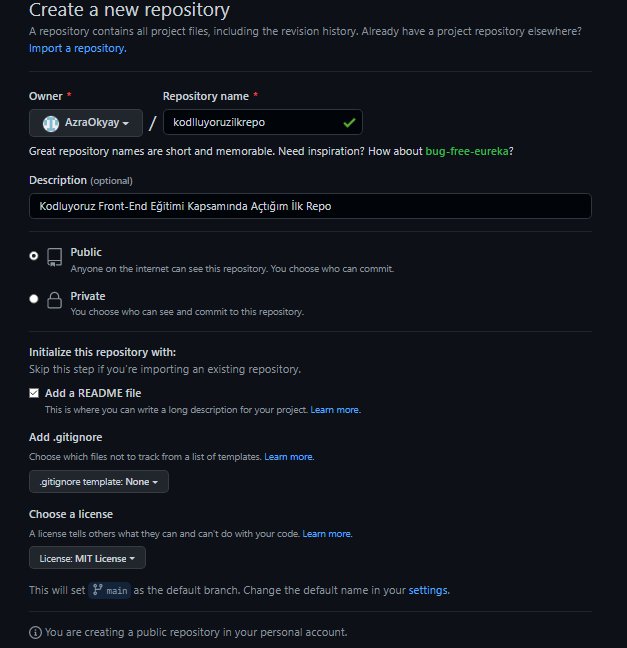 Create a new repository
A repository contains all project files, including the revision history. Already have a project repository elsewhere?
Import a repository.
Owner *
Repository name *
AzraOkyay
/
kodlluyoruzilkrepo
Great repository names are short and memorable. Need inspiration? How about bug-free-eureka?
Description (optional)
Kodluyoruz Front-End Eğitimi Kapsamında Açtığım İlk Repo
Public
Anyone on the internet can see this repository. You choose who can commit.
Private
You choose who can see and commit to this repository.
Initialize this repository with:
Skip this step if you're importing an existing repository.
Add a README file
This is where you can write a long description for your project. Learn more.
Add .gitignore
Choose which files not to track from a list of templates. Learn more.
.gitignore template: None
Choose a license
A license tells others what they can and can't do with your code. Learn more.
License: MIT License
This will set main as the default branch. Change the default name in your settings.
You are creating a public repository in your personal account.